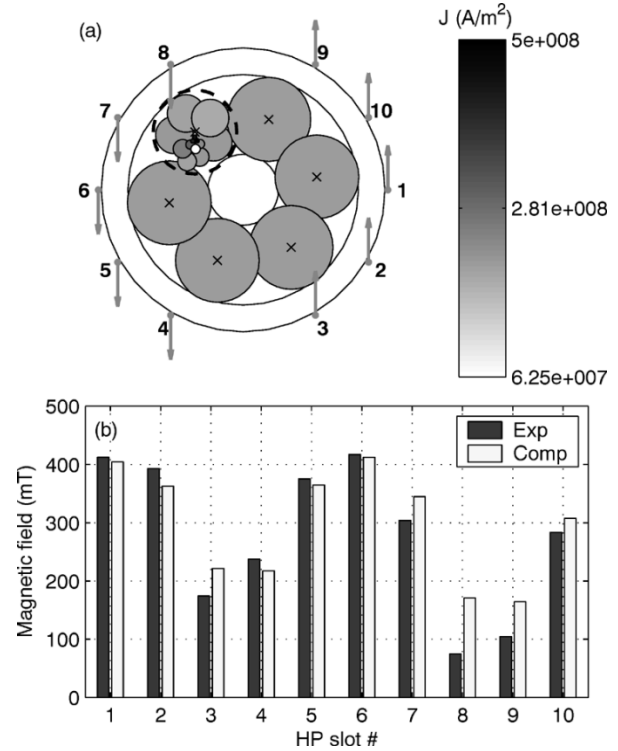 (a)
J (A/m²)
5e+008
2.81e+008
6.25e+007
8
9
7
10
6
1
5
2
4
3
(b)
Exp
Comp
Magnetic field (mT)
500
400
300
200
100
0
1 2 3 4 5 6 7 8 9 10
HP slot #